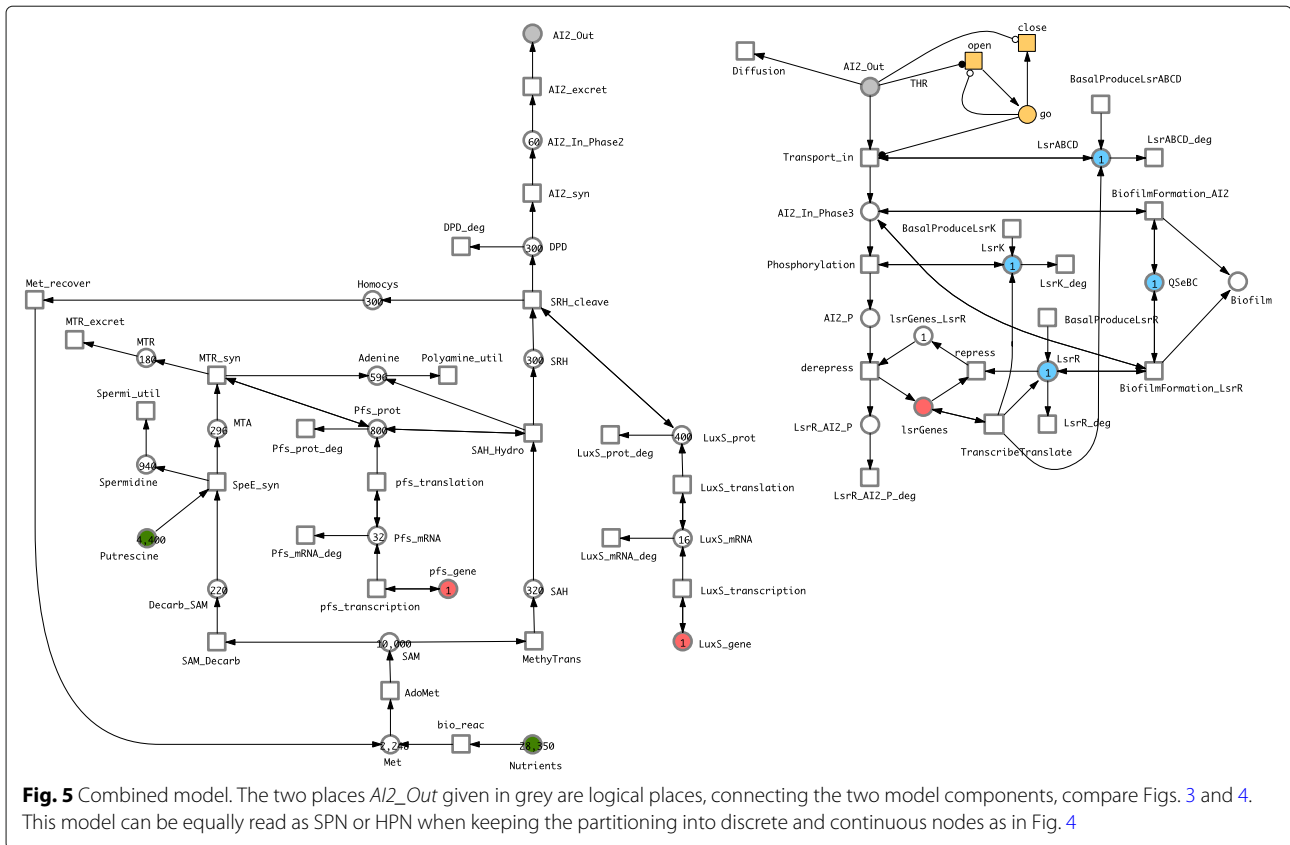 AI2_Out
AI2_excret
60
AI2_In_Phase2
AI2_syn
DPD_deg
300
DPD
Met_recover
Homocys
300
SRH_cleave
MTR_excret
MTR
180
MTR_syn
Adenine
590
Polyamine_util
300
SRH
Spermi_util
MTA
296
Pfs_prot
800
Pfs_prot_deg
SAH_Hydro
940
Spermidine
SpeE_syn
pfs_translation
Putrescine
4,400
Pfs_mRNA_deg
32
Pfs_mRNA
pfs_gene
1
pfs_transcription
Decarb_SAM
220
320
SAH
SAM_Decarb
10,000
SAM
MethyTrans
AdoMet
bio_reac
2,240
Met
28,350
Nutrients
400
LuxS_prot
LuxS_prot_deg
LuxS_translation
LuxS_mRNA_deg
16
LuxS_mRNA
LuxS_transcription
1
LuxS_gene
Diffusion
AI2_Out
THR
open
close
go
BasalProduceLsrABCD
Transport_in
LsrABCD
1
LsrABCD_deg
AI2_In_Phase3
BiofilmFormation_AI2
BasalProduceLsrK
LsrK
Phosphorylation
1
LsrK_deg
1
QSeBC
Biofilm
AI2_P
lsrGenes_LsrR
1
BasalProduceLsrR
derepress
repress
LsrR
1
BiofilmFormation_LsrR
LsrR_AI2_P
lsrGenes
LsrR_deg
TranscribeTranslate
LsrR_AI2_P_deg
Fig. 5 Combined model. The two places AI2_Out given in grey are logical places, connecting the two model components, compare Figs. 3 and 4.
This model can be equally read as SPN or HPN when keeping the partitioning into discrete and continuous nodes as in Fig. 4